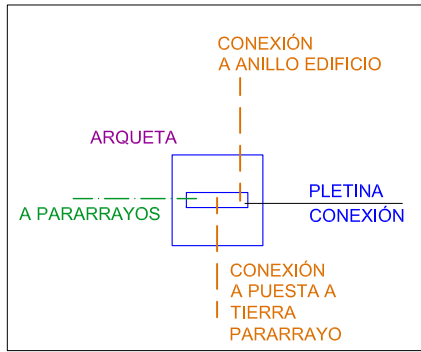 CONEXIÓN
A ANILLO EDIFICIO
ARQUETA
A PARARRAYOS
PLETINA
CONEXIÓN
CONEXIÓN
A PUESTA A
TIERRA
PARARRAYO